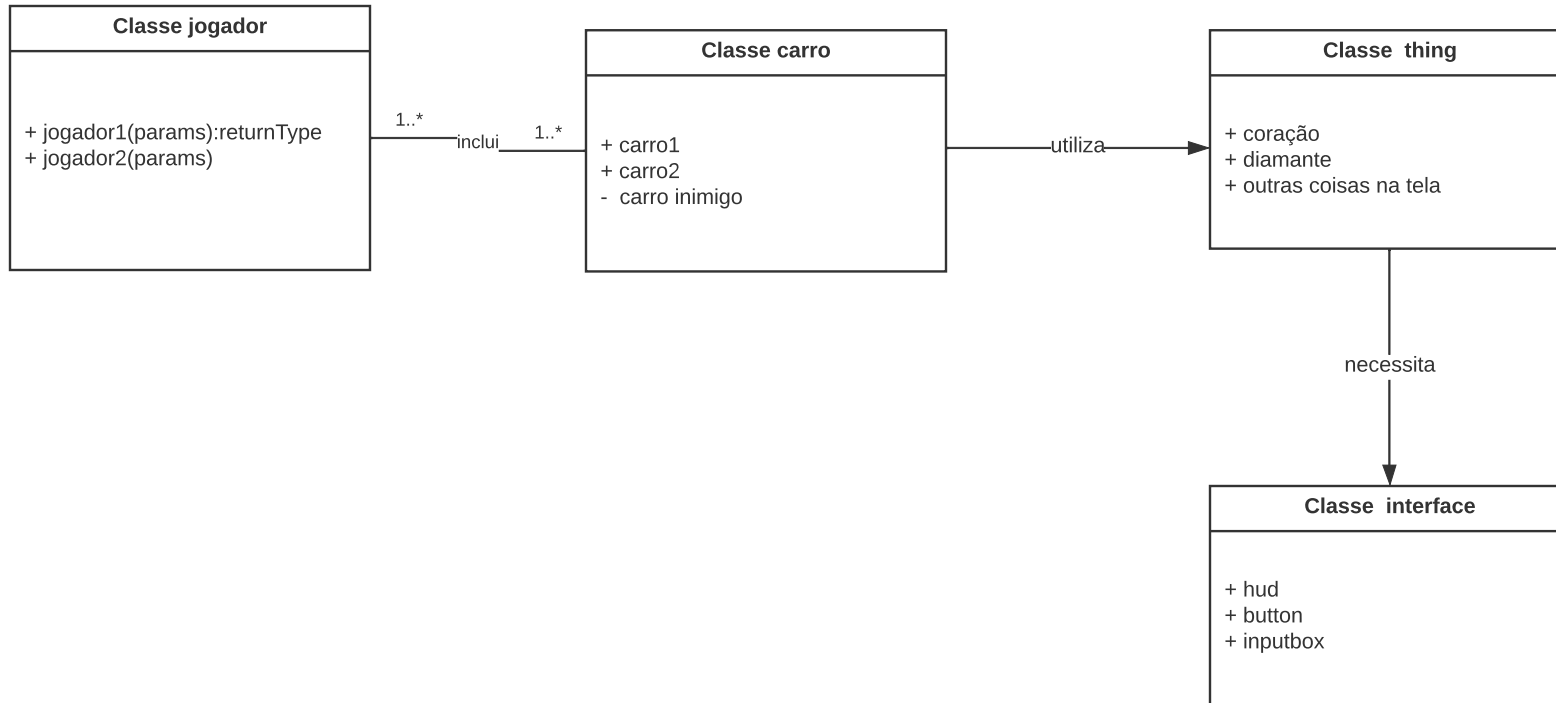 Classe jogador
+ jogador1(params):returnType
+ jogador2(params)
1..*
inclui
1..*
Classe carro
+ carro1
+ carro2
-  carro inimigo
utiliza
Classe  thing
+ coração
+ diamante
+ outras coisas na tela
necessita
Classe  interface
+ hud
+ button
+ inputbox